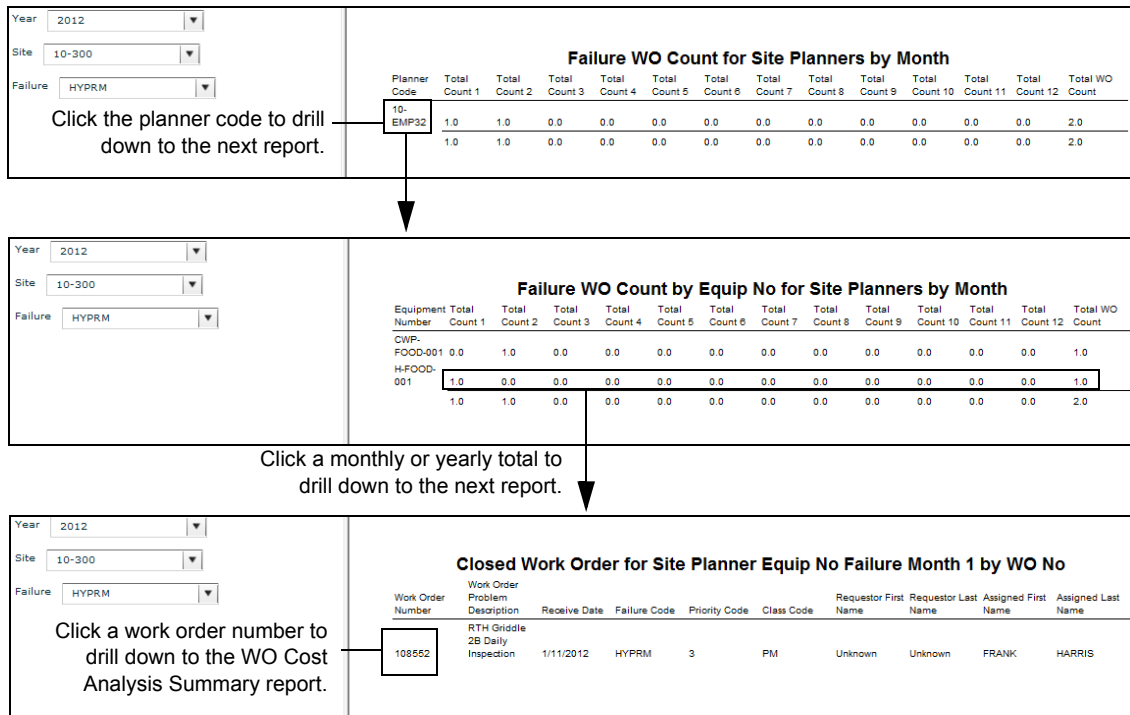 Year 2012
Site 10-300
Failure HYPRM
Click the planner code to drill
down to the next report.
Failure WO Count for Site Planners by Month
Planner Total Total Total Total Total Total Total Total Total Total Total Total Total WO
Code Count 1 Count 2 Count 3 Count 4 Count 5 Count 6 Count 7 Count 8 Count 9 Count 10 Count 11 Count 12 Count
10-
EMP32 1.0 1.0 0.0 0.0 0.0 0.0 0.0 0.0 0.0 0.0 0.0 0.0 2.0
1.0 1.0 0.0 0.0 0.0 0.0 0.0 0.0 0.0 0.0 0.0 0.0 2.0
Year 2012
Site 10-300
Failure HYPRM
Failure WO Count by Equip No for Site Planners by Month
Equipment Total Total Total Total Total Total Total Total Total Total Total Total Total WO
Number Count 1 Count 2 Count 3 Count 4 Count 5 Count 6 Count 7 Count 8 Count 9 Count 10 Count 11 Count 12 Count
CWP-
FOOD-001 0.0 1.0 0.0 0.0 0.0 0.0 0.0 0.0 0.0 0.0 0.0 0.0 1.0
H-FOOD-
001 1.0 0.0 0.0 0.0 0.0 0.0 0.0 0.0 0.0 0.0 0.0 0.0 1.0
1.0 1.0 0.0 0.0 0.0 0.0 0.0 0.0 0.0 0.0 0.0 0.0 2.0
Click a monthly or yearly total to
drill down to the next report.
Year 2012
Site 10-300
Failure HYPRM
Click a work order number to
drill down to the WO Cost
Analysis Summary report.
Closed Work Order for Site Planner Equip No Failure Month 1 by WO No
Work Order
Work Order Problem Requestor First Requestor Last Assigned First Assigned Last
Number Description Receive Date Failure Code Priority Code Class Code Name Name Name Name
RTH Griddle
2B Daily
108552 Inspection 1/11/2012 HYPRM 3 PM Unknown Unknown FRANK HARRIS